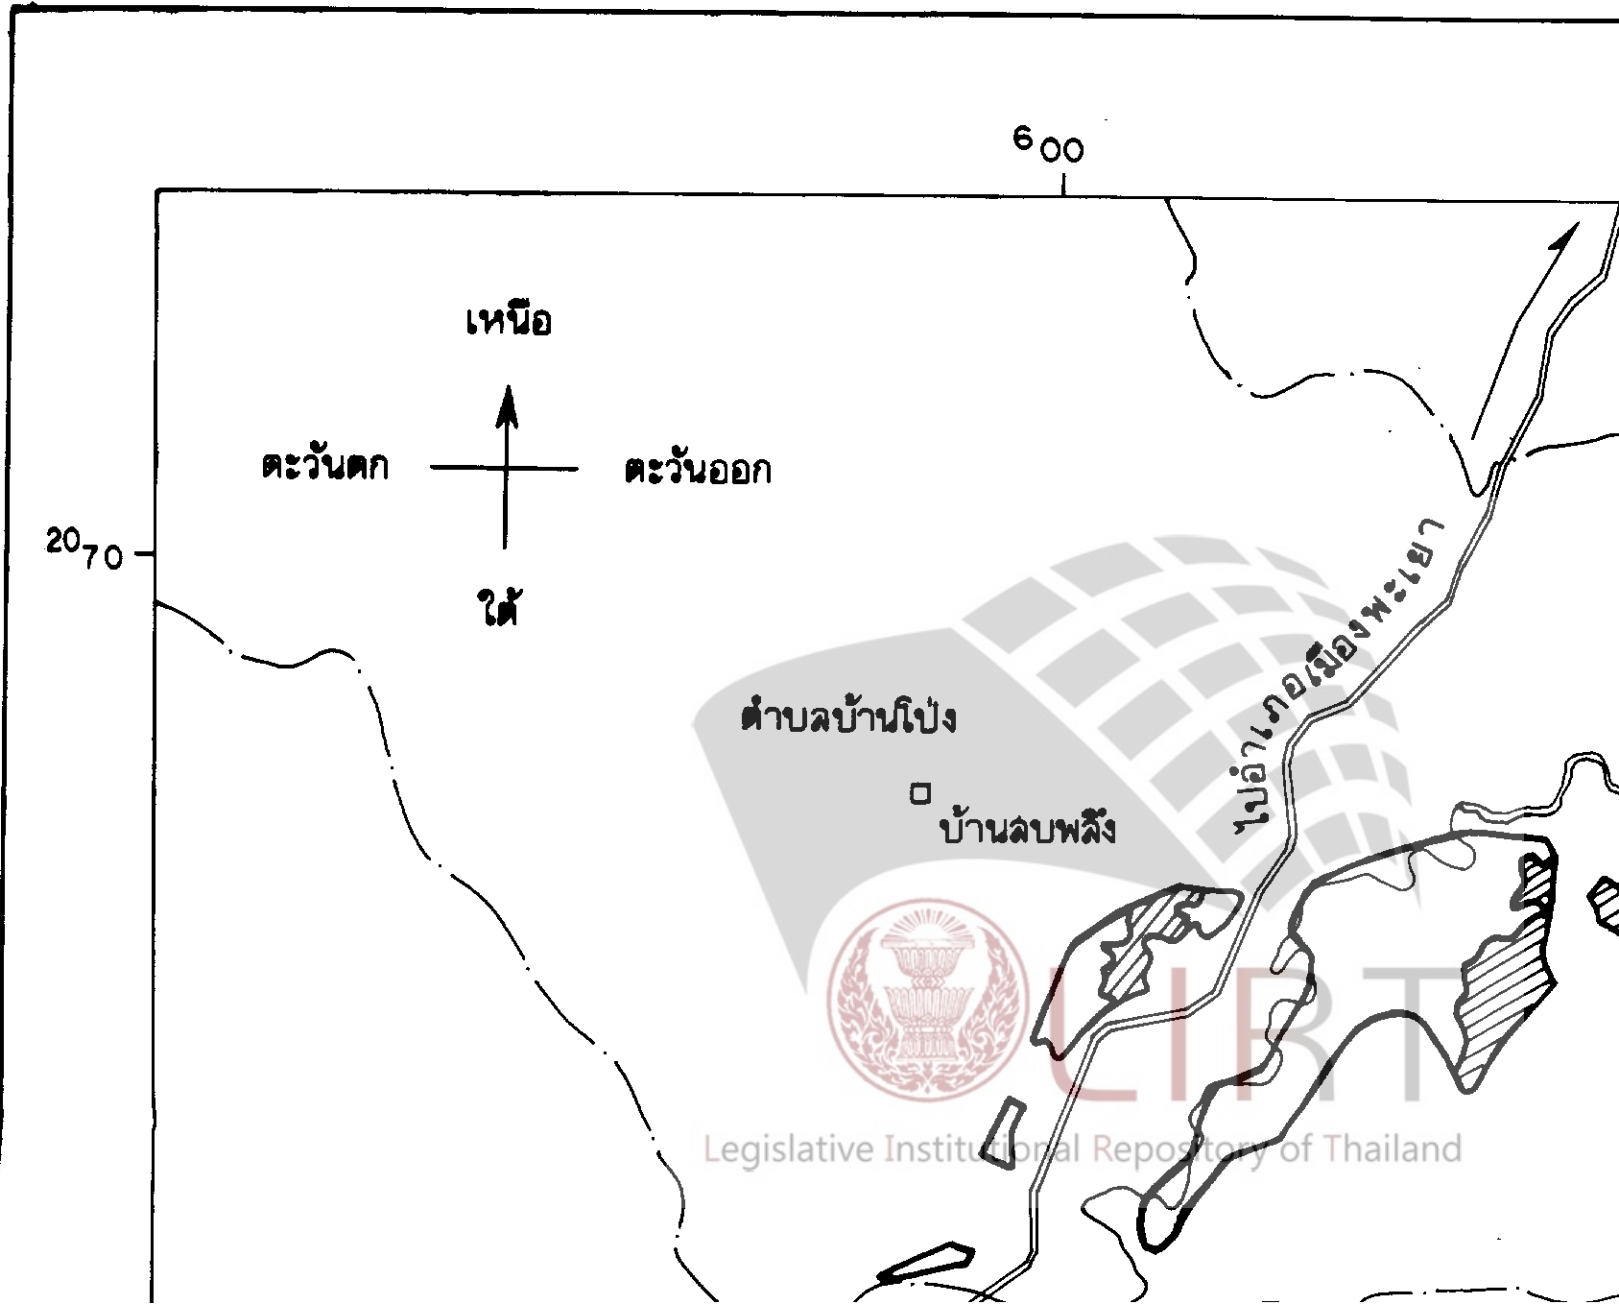 600
เหนือ
ตะวันตก ตะวันออก
2070
ใต้
ไปอำเภอเมืองพะเยา
ตำบลบ้านโป่ง
บ้านลบพลึง
LIRT
Legislative Institutional Repository of Thailand